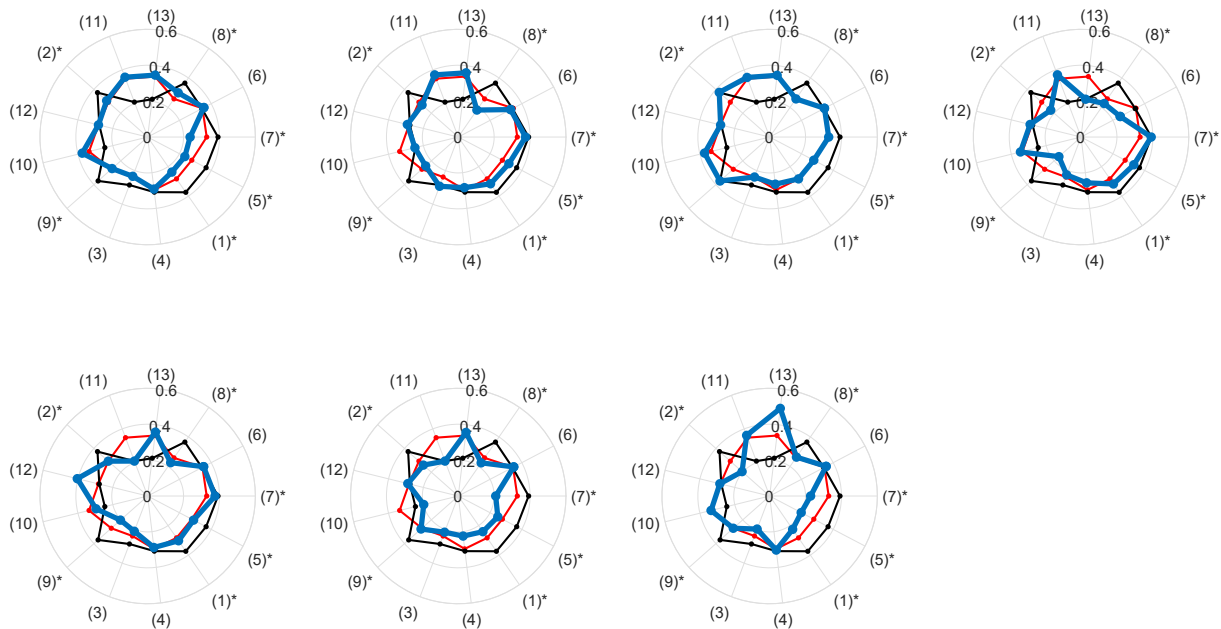 (13)
(11) 0.6 (8)*
(2)* 0.4 (6)
(12) 0.2
0 (7)*
(10)
(9)* (5)*
(3) (4) (1)*
(13)
(11) 0.6 (8)*
(2)* 0.4 (6)
(12) 0.2
0 (7)*
(10)
(9)* (5)*
(3) (4) (1)*
(13)
(11) 0.6 (8)*
(2)* 0.4 (6)
(12) 0.2
0 (7)*
(10)
(9)* (5)*
(3) (4) (1)*
(13)
(11) 0.6 (8)*
(2)* 0.4 (6)
(12) 0.2
0 (7)*
(10)
(9)* (5)*
(3) (4) (1)*
(13)
(11) 0.6 (8)*
(2)* 0.4 (6)
(12) 0.2
0 (7)*
(10)
(9)* (5)*
(3) (4) (1)*
(13)
(11) 0.6 (8)*
(2)* 0.4 (6)
(12) 0.2
0 (7)*
(10)
(9)* (5)*
(3) (4) (1)*
(13)
(11) 0.6 (8)*
(2)* 0.4 (6)
(12) 0.2
0 (7)*
(10)
(9)* (5)*
(3) (4) (1)*